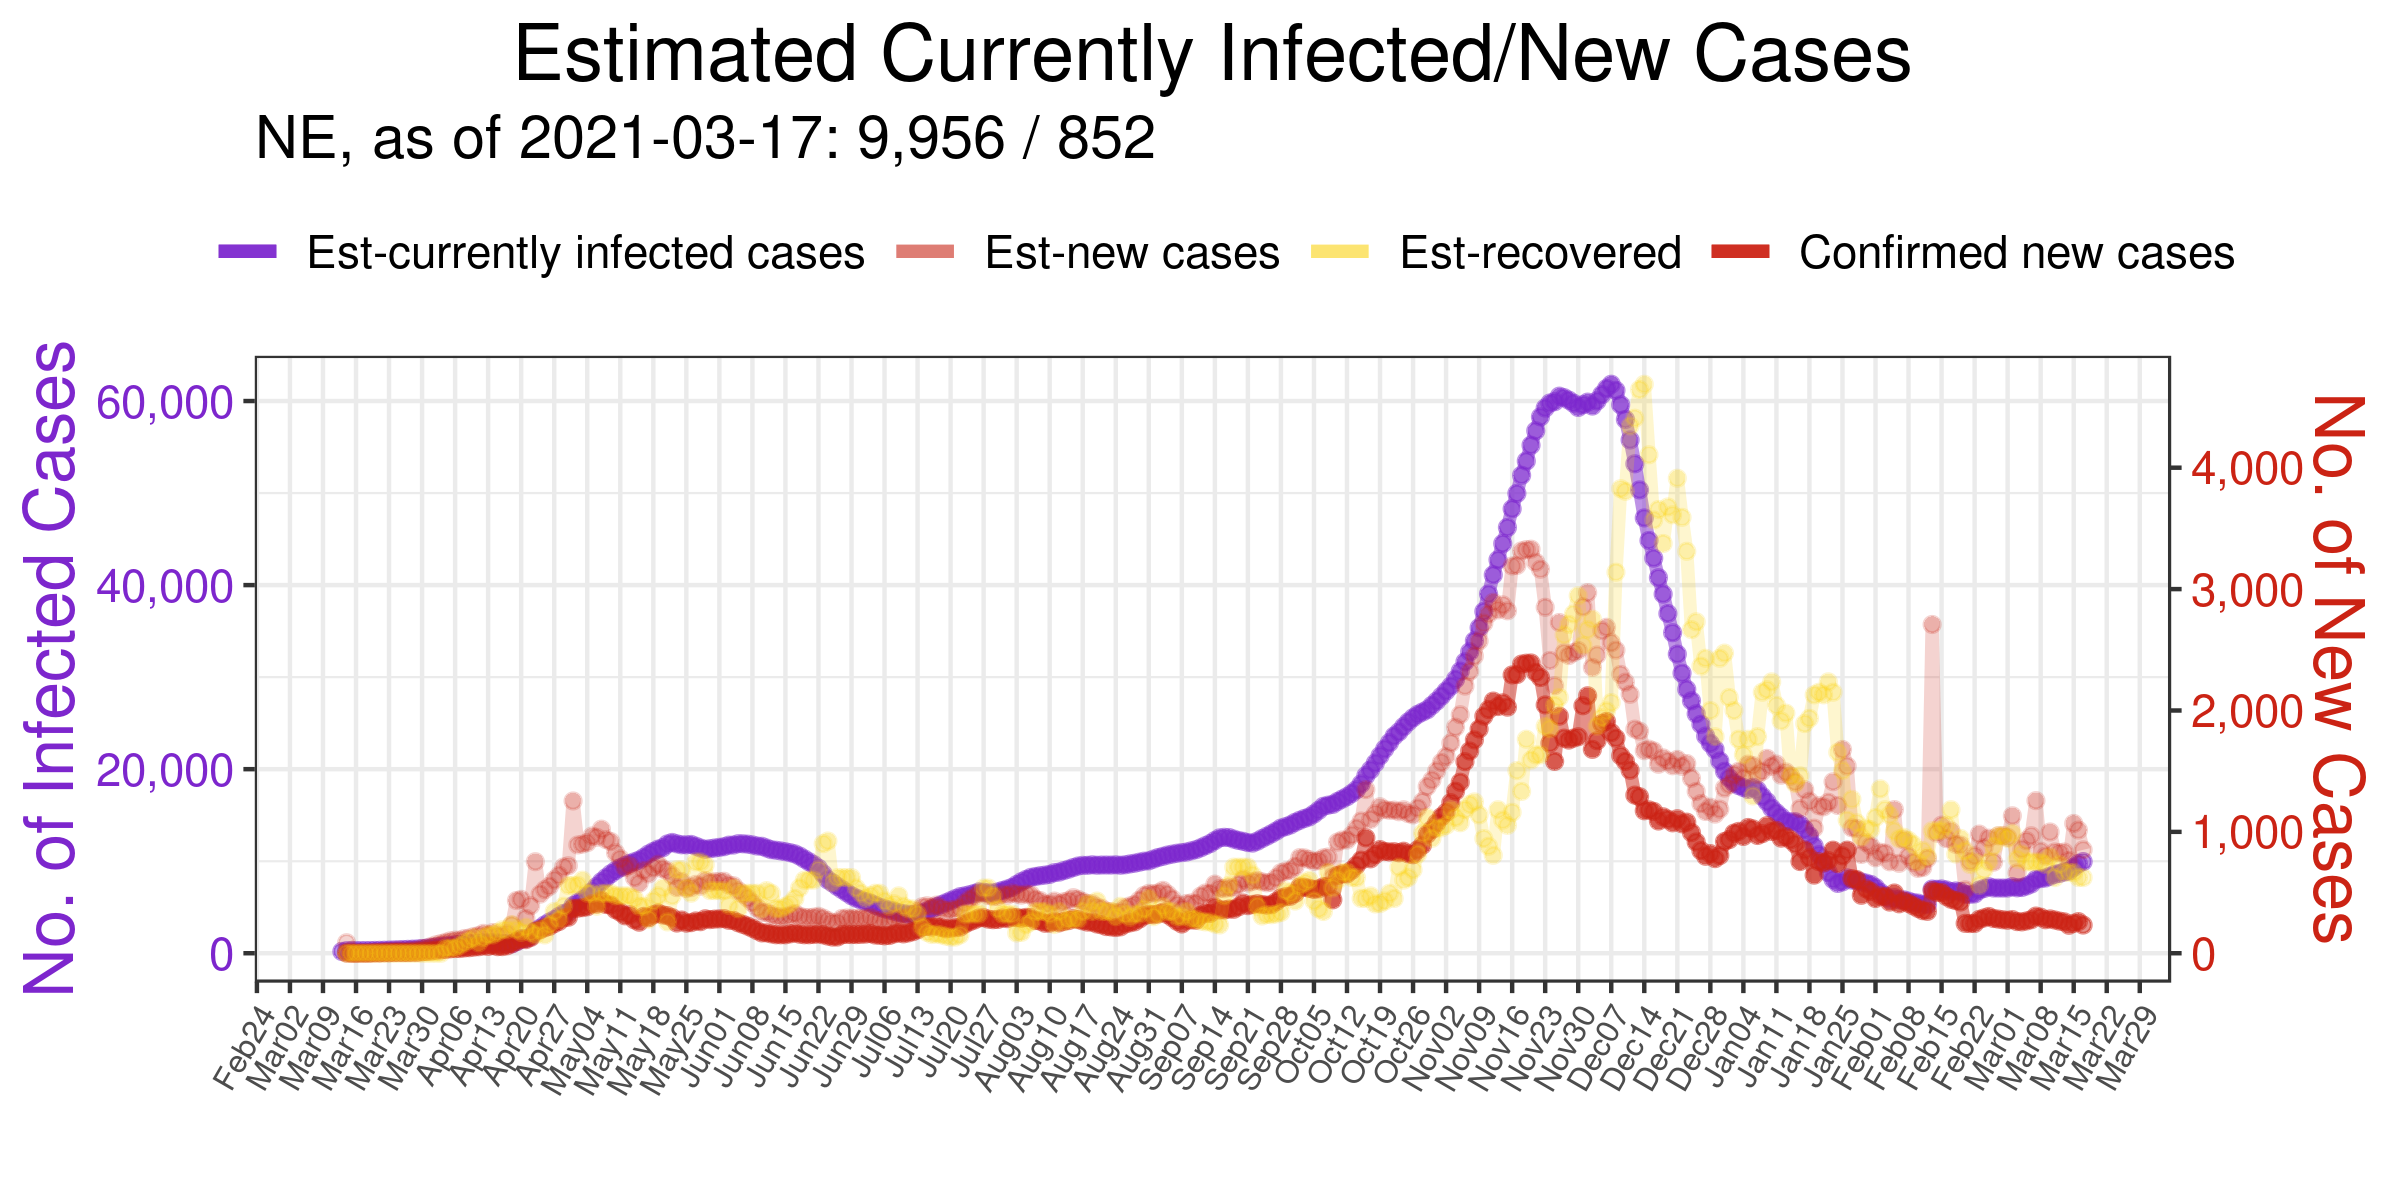 Estimated Currently Infected/New Cases
NE, as of 2021-03-17: 9,956 / 852
Est-currently infected cases Est-new cases Est-recovered Confirmed new cases
No. of Infected Cases
60,000
40,000
20,000
0
No. of New Cases
4,000
3,000
2,000
1,000
0
Feb24 Mar02 Mar09 Mar16 Mar23 Mar30 Apr06 Apr13 Apr20 Apr27 May04 May11 May18 May25 Jun01 Jun08 Jun15 Jun22 Jun29 Jul06 Jul13 Jul20 Jul27 Aug03 Aug10 Aug17 Aug24 Aug31 Sep07 Sep14 Sep21 Sep28 Oct05 Oct12 Oct19 Oct26 Nov02 Nov09 Nov16 Nov23 Nov30 Dec07 Dec14 Dec21 Dec28 Jan04 Jan11 Jan18 Jan25 Feb01 Feb08 Feb15 Feb22 Mar01 Mar08 Mar15 Mar22 Mar29